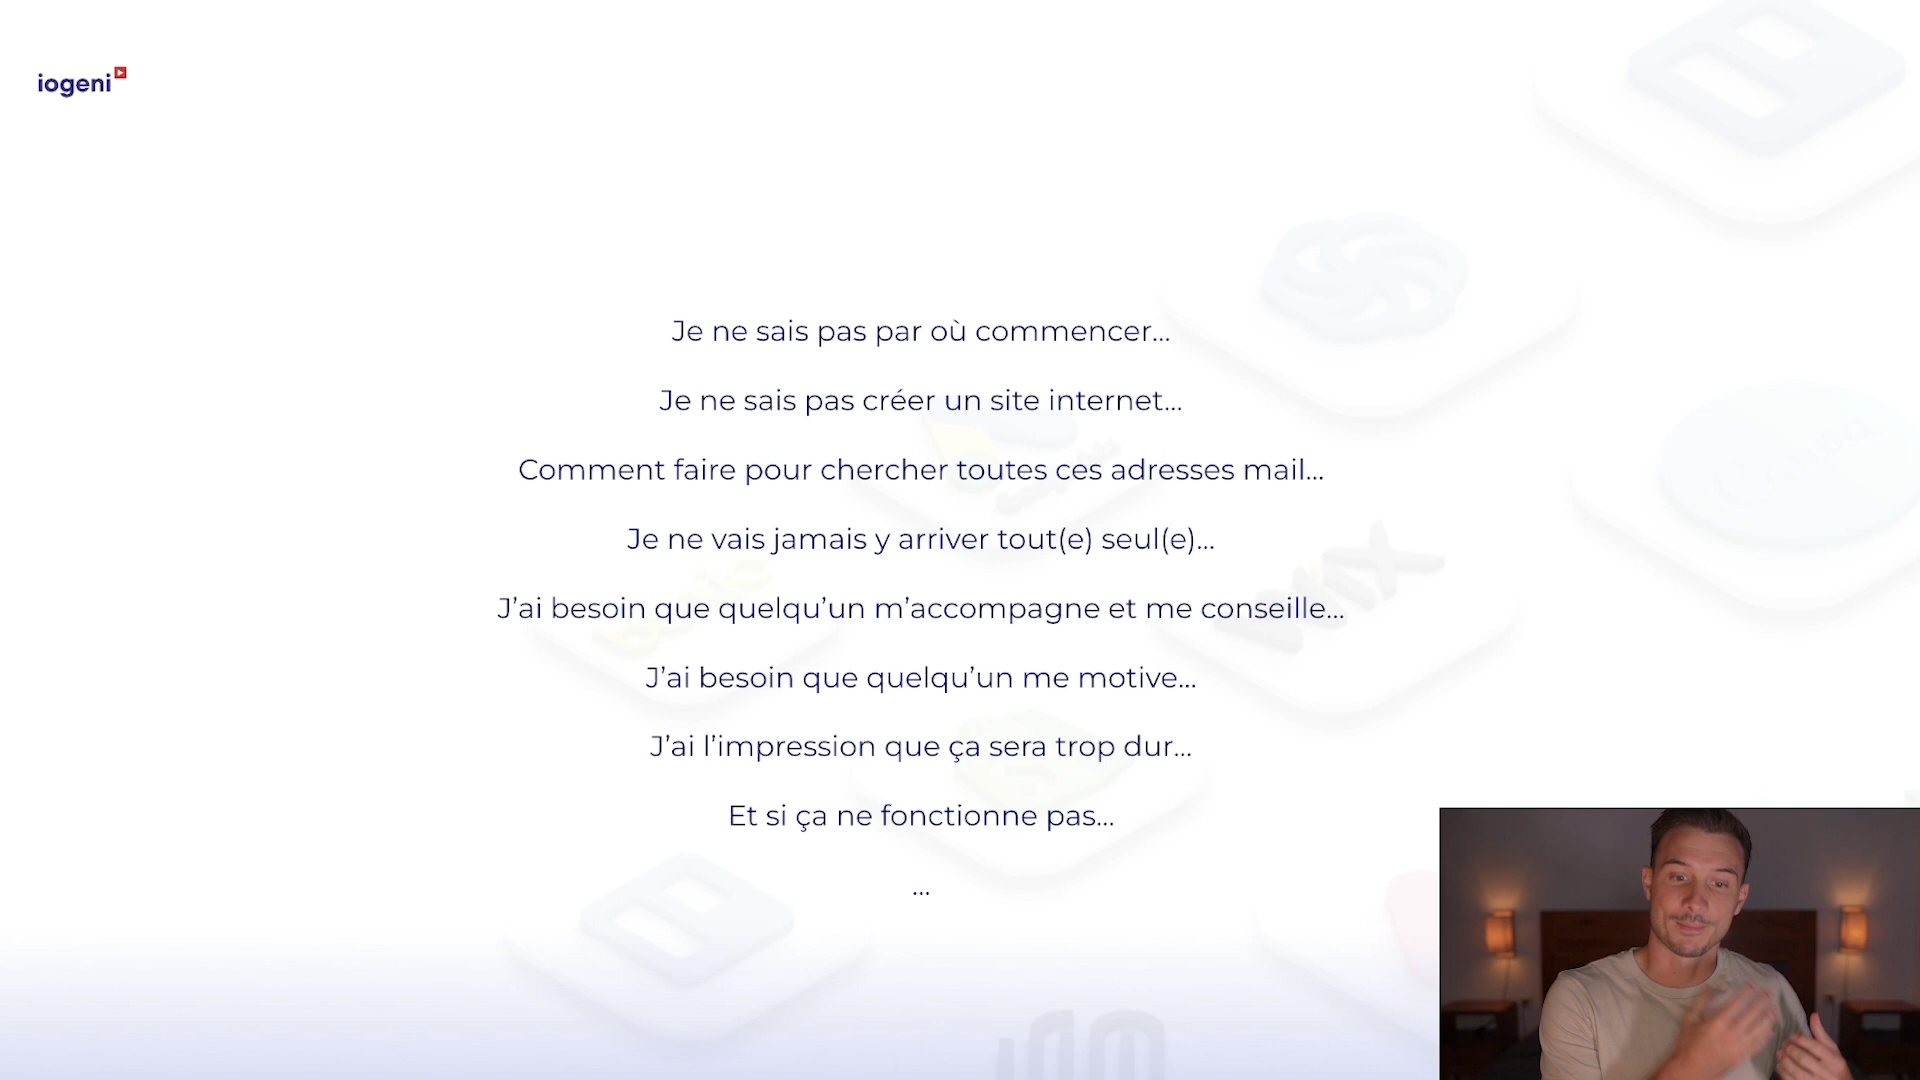 iogeni
Je ne sais pas par où commencer...
Je ne sais pas créer un site internet...
Comment faire pour chercher toutes ces adresses mail...
Je ne vais jamais y arriver tout(e) seul(e)...
J’ai besoin que quelqu’un m’accompagne et me conseille...
J’ai besoin que quelqu’un me motive...
J’ai l’impression que ça sera trop dur...
Et si ça ne fonctionne pas...
...
WiX
Canva